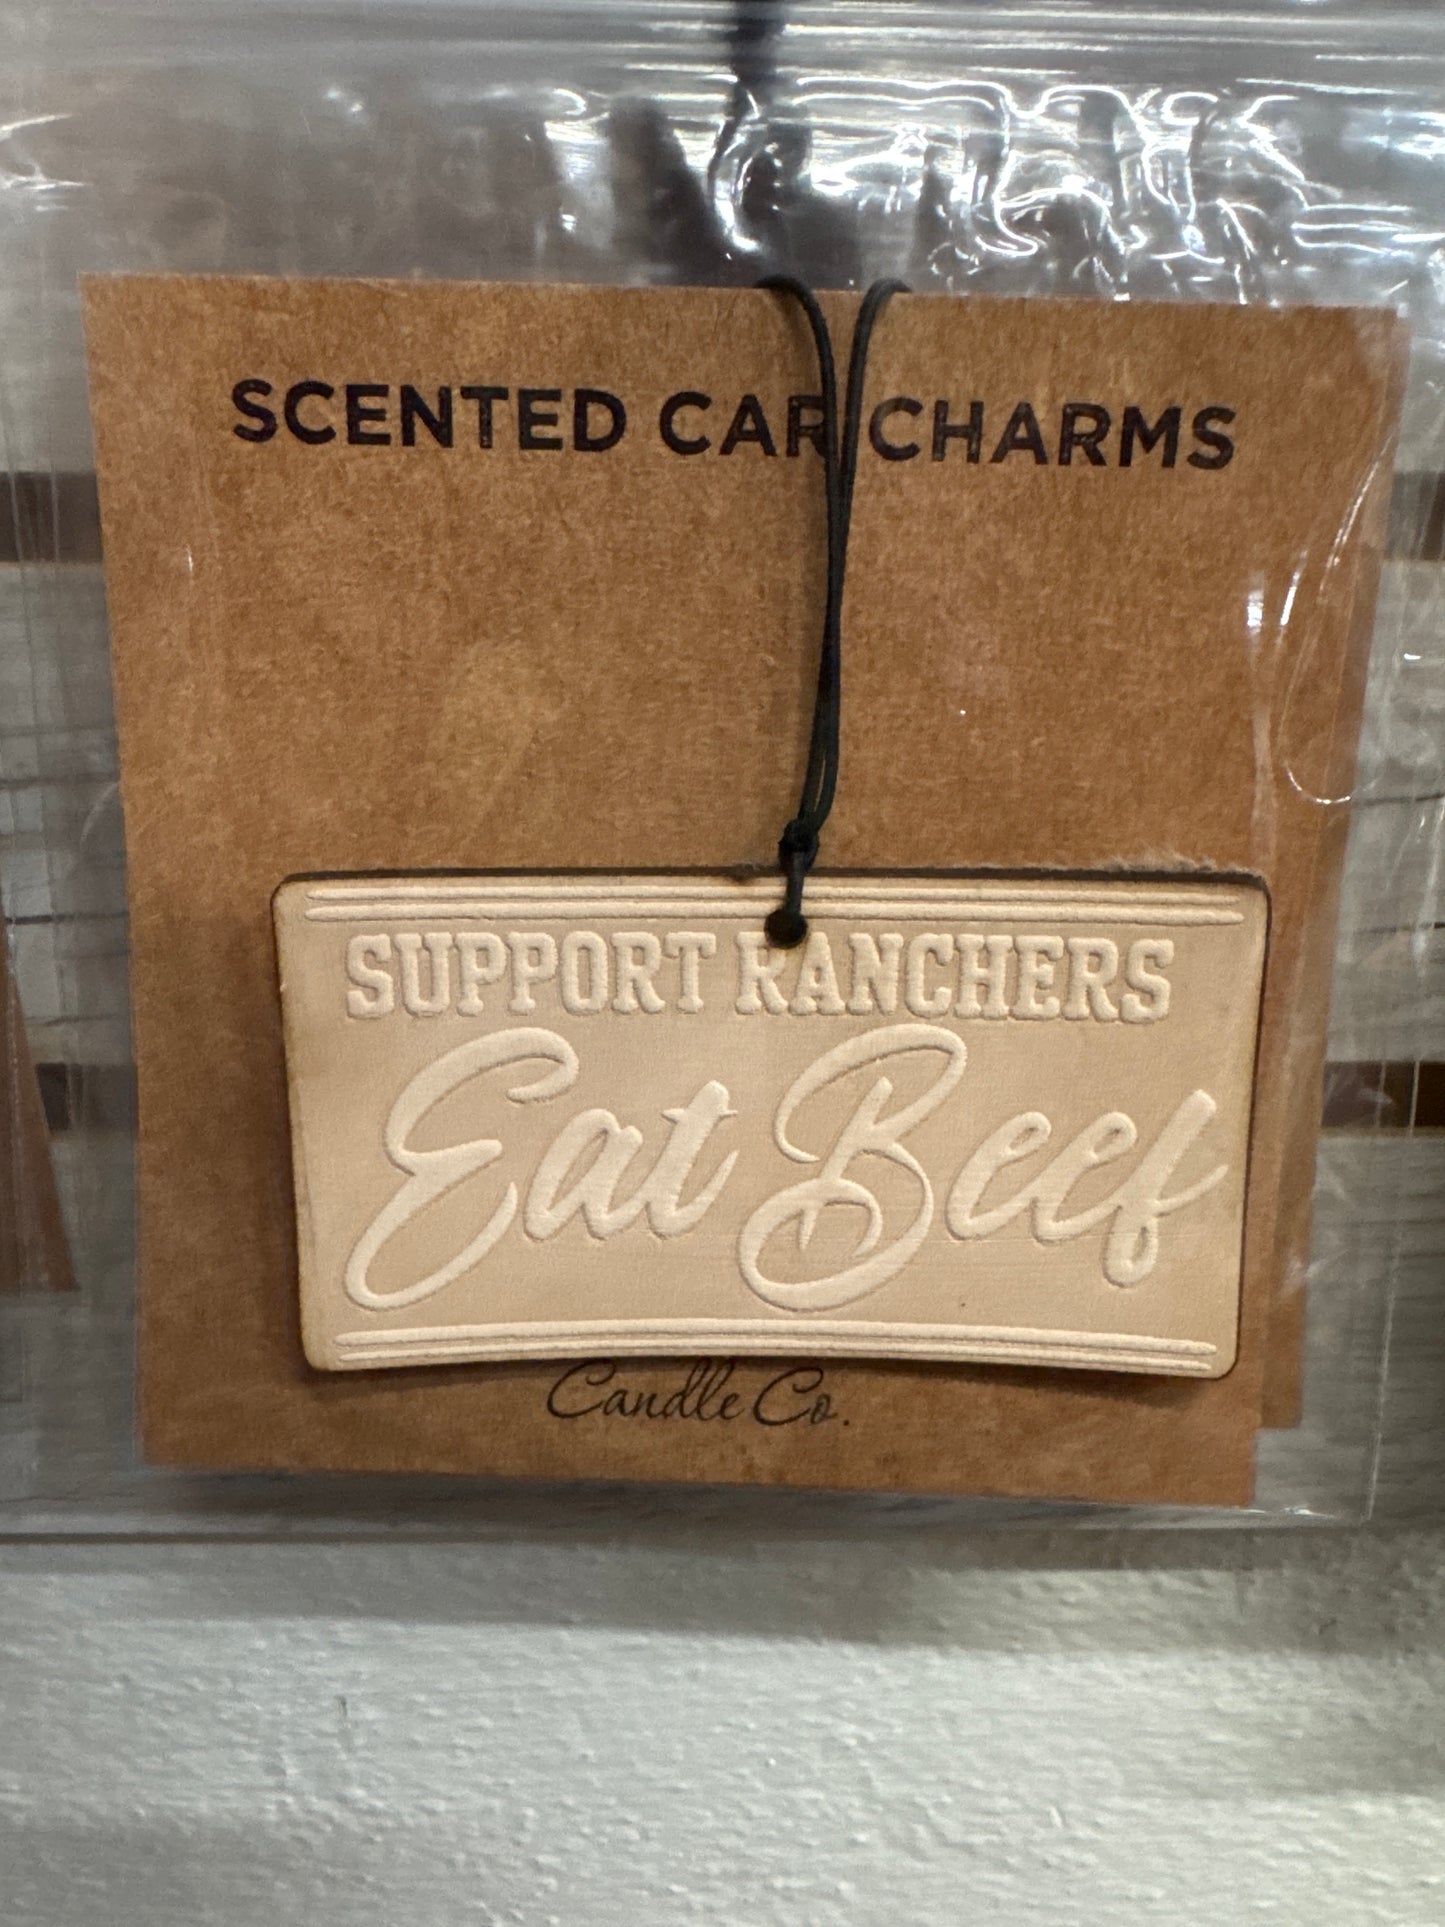 SCENTED CAR CHARMS
SUPPORT RANCHERS
Eat Beef
Candle Co.